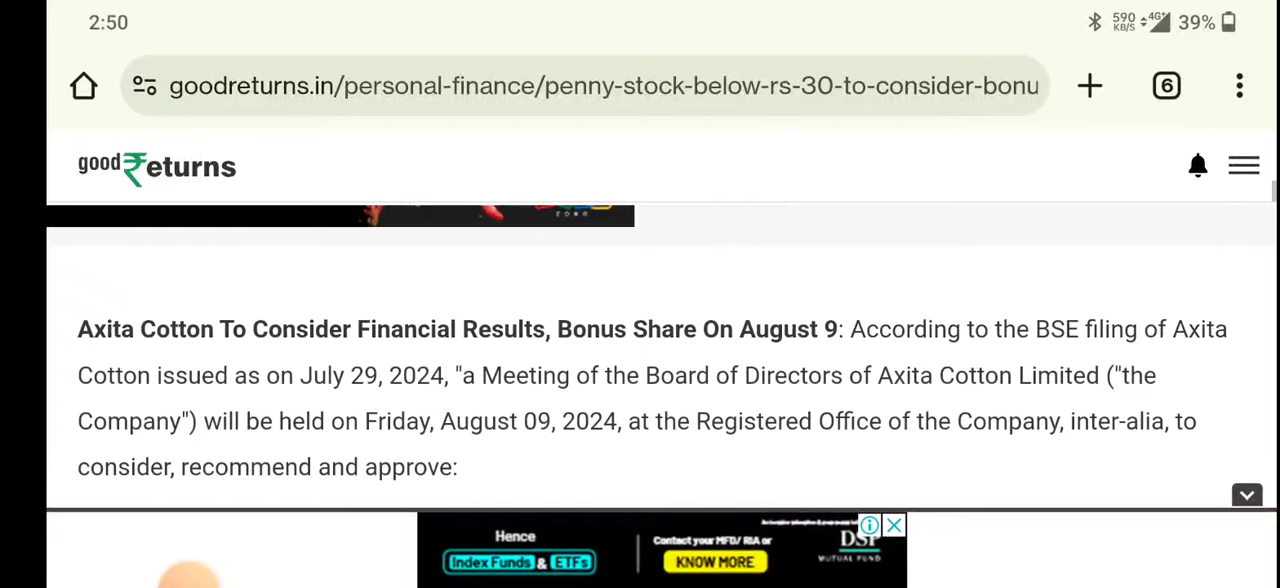 2:50
590 KB/S 4G+ 39%
goodreturns.in/personal-finance/penny-stock-below-rs-30-to-consider-bonu
6
good₹eturns
Axita Cotton To Consider Financial Results, Bonus Share On August 9: According to the BSE filing of Axita
Cotton issued as on July 29, 2024, "a Meeting of the Board of Directors of Axita Cotton Limited ("the
Company") will be held on Friday, August 09, 2024, at the Registered Office of the Company, inter-alia, to
consider, recommend and approve:
Hence
Index Funds & ETFs
Contact your MFD/ RIA or
KNOW MORE
DSP
MUTUAL FUND